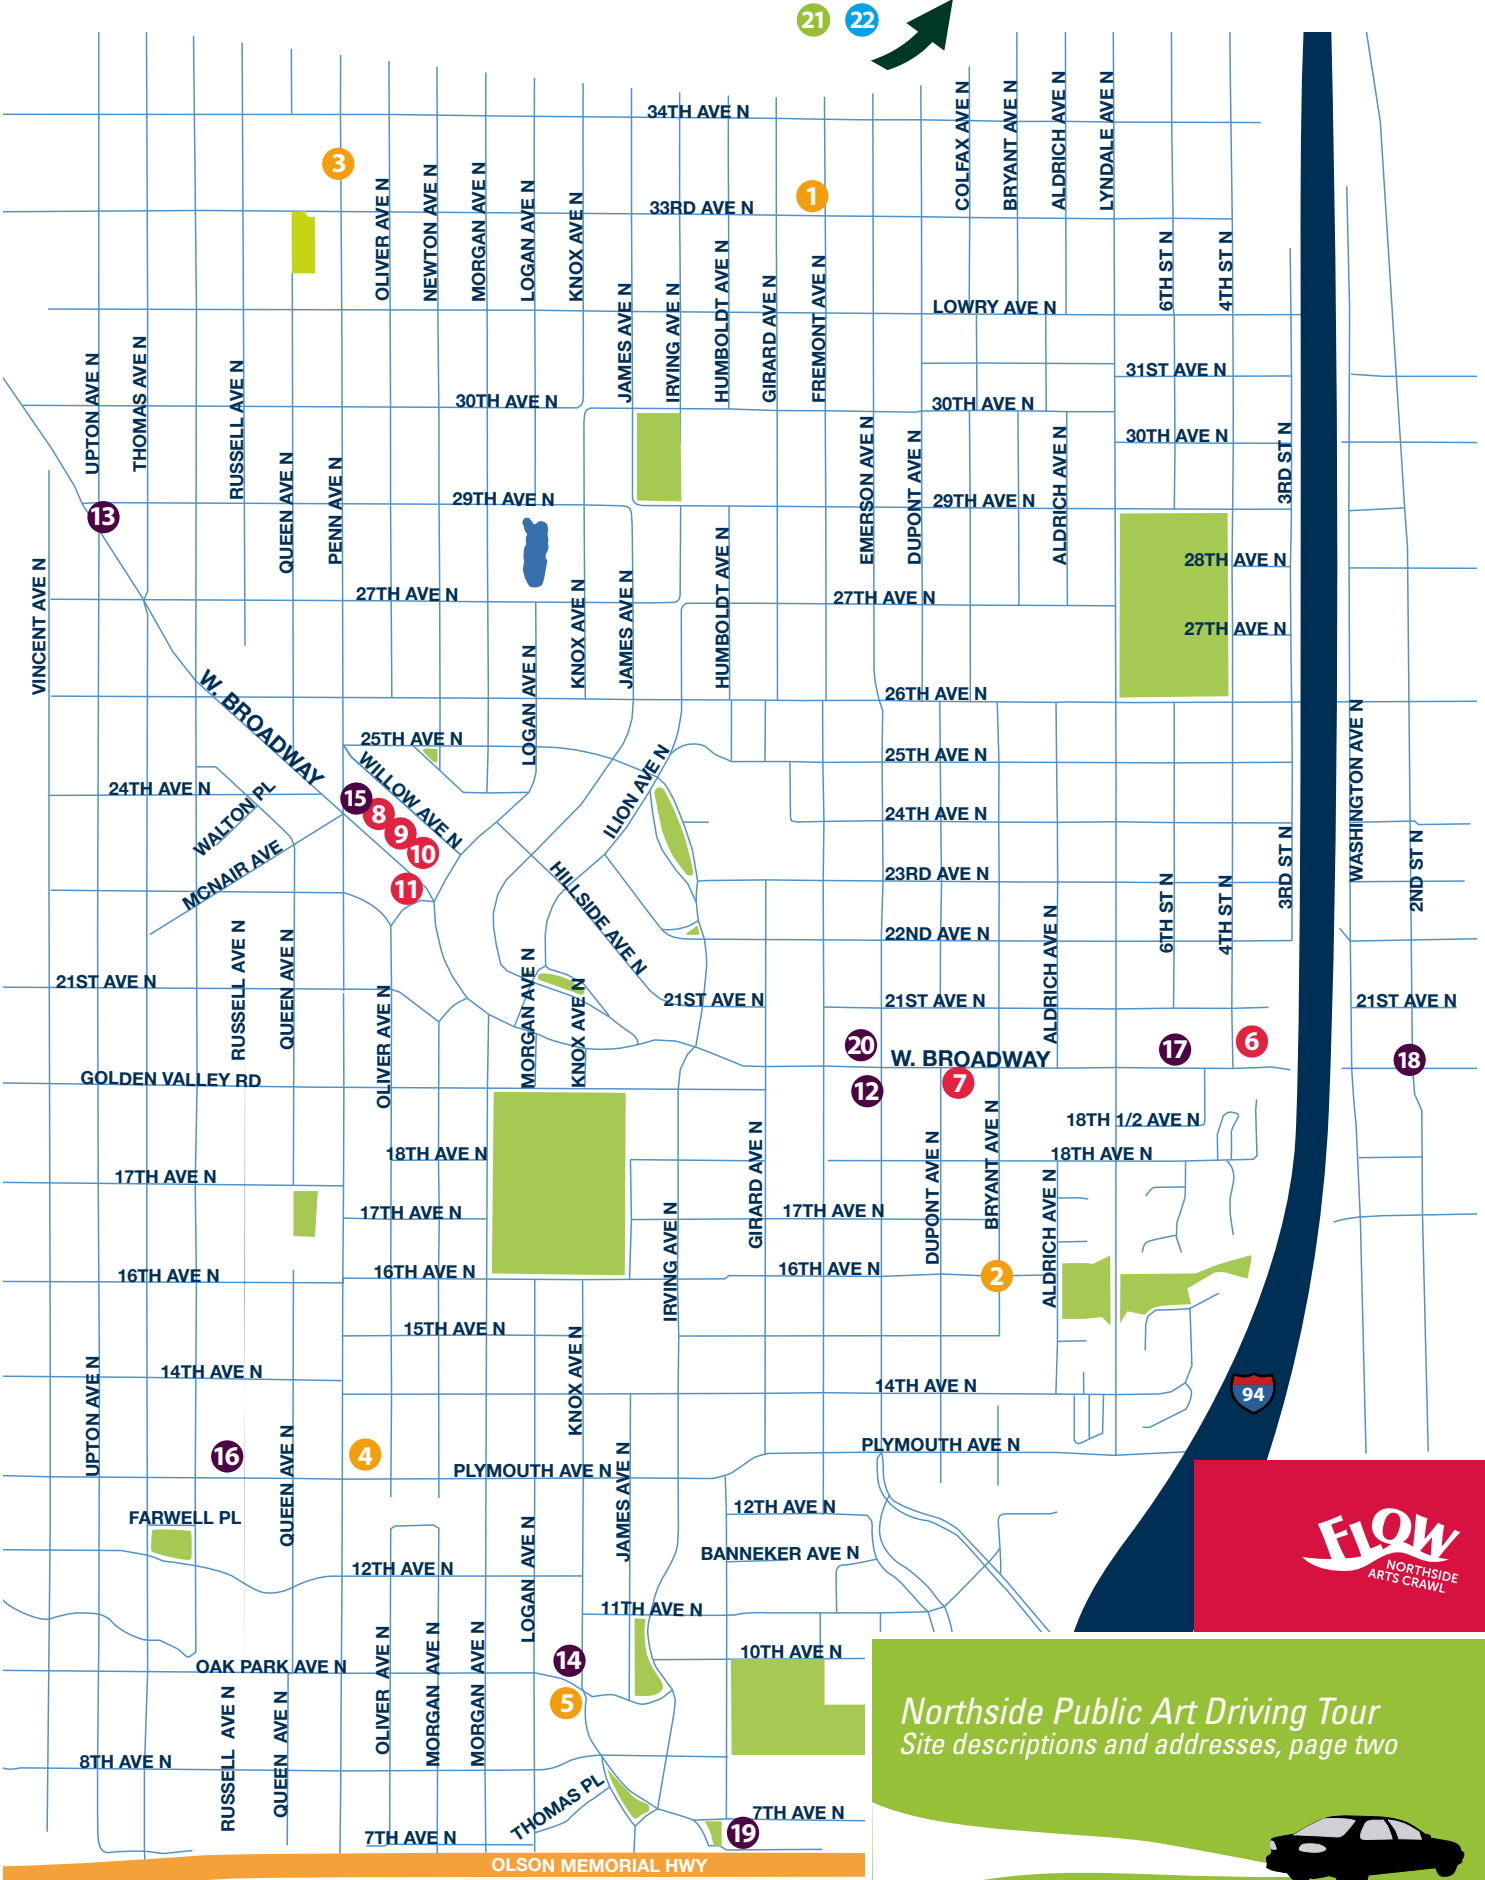 21 22
34TH AVE N
COLFAX AVE N
BRYANT AVE N
ALDRICH AVE N
LYNDALE AVE N
3
1
33RD AVE N
OLIVER AVE N
NEWTON AVE N
MORGAN AVE N
LOGAN AVE N
KNOX AVE N
JAMES AVE N
IRVING AVE N
HUMBOLDT AVE N
GIRARD AVE N
FREMONT AVE N
6TH ST N
4TH ST N
LOWRY AVE N
UPTON AVE N
THOMAS AVE N
RUSSELL AVE N
QUEEN AVE N
PENN AVE N
31ST AVE N
30TH AVE N
30TH AVE N
30TH AVE N
EMERSON AVE N
DUPONT AVE N
ALDRICH AVE N
3RD ST N
29TH AVE N
29TH AVE N
13
28TH AVE N
VINCENT AVE N
27TH AVE N
27TH AVE N
27TH AVE N
KNOX AVE N
JAMES AVE N
HUMBOLDT AVE N
LOGAN AVE N
W. BROADWAY
26TH AVE N
WASHINGTON AVE N
25TH AVE N
25TH AVE N
WILLOW AVE N
ILION AVE N
24TH AVE N
WALTON PL
MCNAIR AVE
15
8
9
10
11
24TH AVE N
HILLSIDE AVE N
23RD AVE N
3RD ST N
2ND ST N
6TH ST N
4TH ST N
22ND AVE N
ALDRICH AVE N
RUSSELL AVE N
QUEEN AVE N
21ST AVE N
OLIVER AVE N
MORGAN AVE N
KNOX AVE N
21ST AVE N
21ST AVE N
21ST AVE N
20
W. BROADWAY
17
6
18
GOLDEN VALLEY RD
12
7
18TH 1/2 AVE N
BRYANT AVE N
DUPONT AVE N
GIRARD AVE N
18TH AVE N
18TH AVE N
17TH AVE N
17TH AVE N
17TH AVE N
ALDRICH AVE N
IRVING AVE N
16TH AVE N
16TH AVE N
16TH AVE N
2
15TH AVE N
KNOX AVE N
UPTON AVE N
14TH AVE N
14TH AVE N
94
16
QUEEN AVE N
4
JAMES AVE N
PLYMOUTH AVE N
PLYMOUTH AVE N
FARWELL PL
12TH AVE N
LOGAN AVE N
BANNEKER AVE N
12TH AVE N
FLOW
NORTHSIDE
ARTS CRAWL
11TH AVE N
OLIVER AVE N
MORGAN AVE N
MORGAN AVE N
14
10TH AVE N
OAK PARK AVE N
5
RUSSELL AVE N
QUEEN AVE N
Northside Public Art Driving Tour
Site descriptions and addresses, page two
8TH AVE N
THOMAS PL
7TH AVE N
7TH AVE N
19
OLSON MEMORIAL HWY